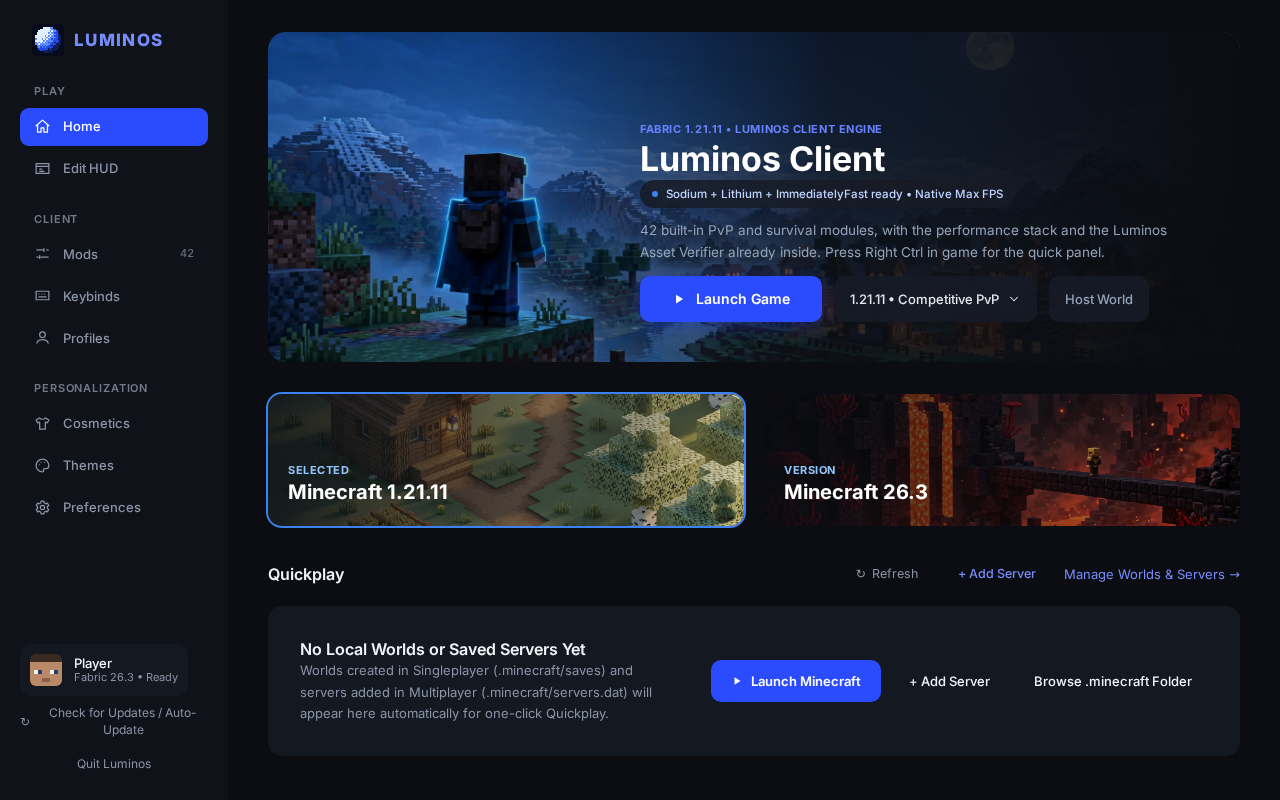 LUMINOS
PLAY
Home
Edit HUD
CLIENT
Mods 42
Keybinds
Profiles
PERSONALIZATION
Cosmetics
Themes
Preferences
Player
Fabric 26.3 • Ready
↻ Check for Updates / Auto-
Update
Quit Luminos
FABRIC 1.21.11 • LUMINOS CLIENT ENGINE
Luminos Client
Sodium + Lithium + ImmediatelyFast ready • Native Max FPS
42 built-in PvP and survival modules, with the performance stack and the Luminos
Asset Verifier already inside. Press Right Ctrl in game for the quick panel.
Launch Game
1.21.11 • Competitive PvP
Host World
SELECTED
Minecraft 1.21.11
VERSION
Minecraft 26.3
Quickplay
↻ Refresh
+ Add Server
Manage Worlds & Servers →
No Local Worlds or Saved Servers Yet
Worlds created in Singleplayer (.minecraft/saves) and
servers added in Multiplayer (.minecraft/servers.dat) will
appear here automatically for one-click Quickplay.
Launch Minecraft
+ Add Server
Browse .minecraft Folder